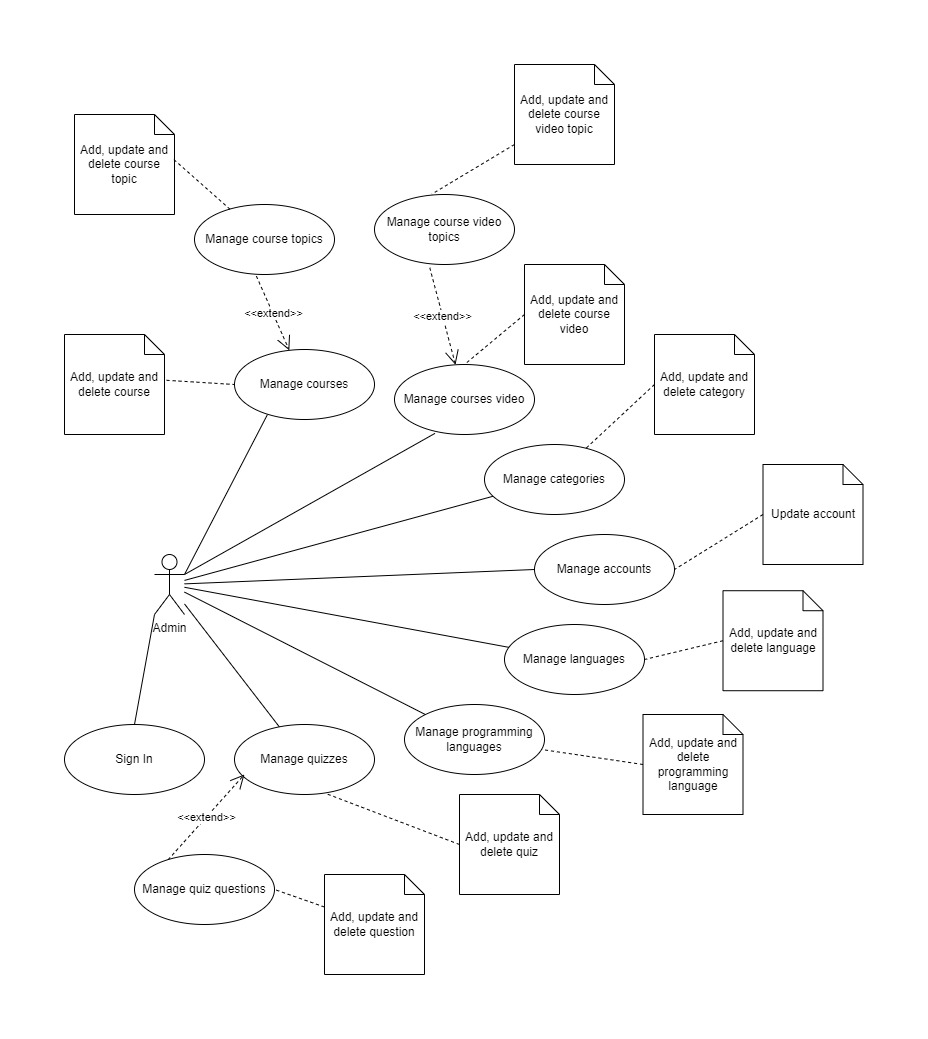 Add, update and
delete course
video topic
Add, update and
delete course
topic
Manage course video
topics
Manage course topics
Add, update and
delete course
video
<<extend>>
<<extend>>
Add, update and
delete course
Manage courses
Manage courses video
Add, update and
delete category
Manage categories
Update account
Manage accounts
Admin
Add, update and
delete language
Manage languages
Manage programming
languages
Add, update and
delete
programming
language
Sign In
Manage quizzes
<<extend>>
Add, update and
delete quiz
Manage quiz questions
Add, update and
delete question